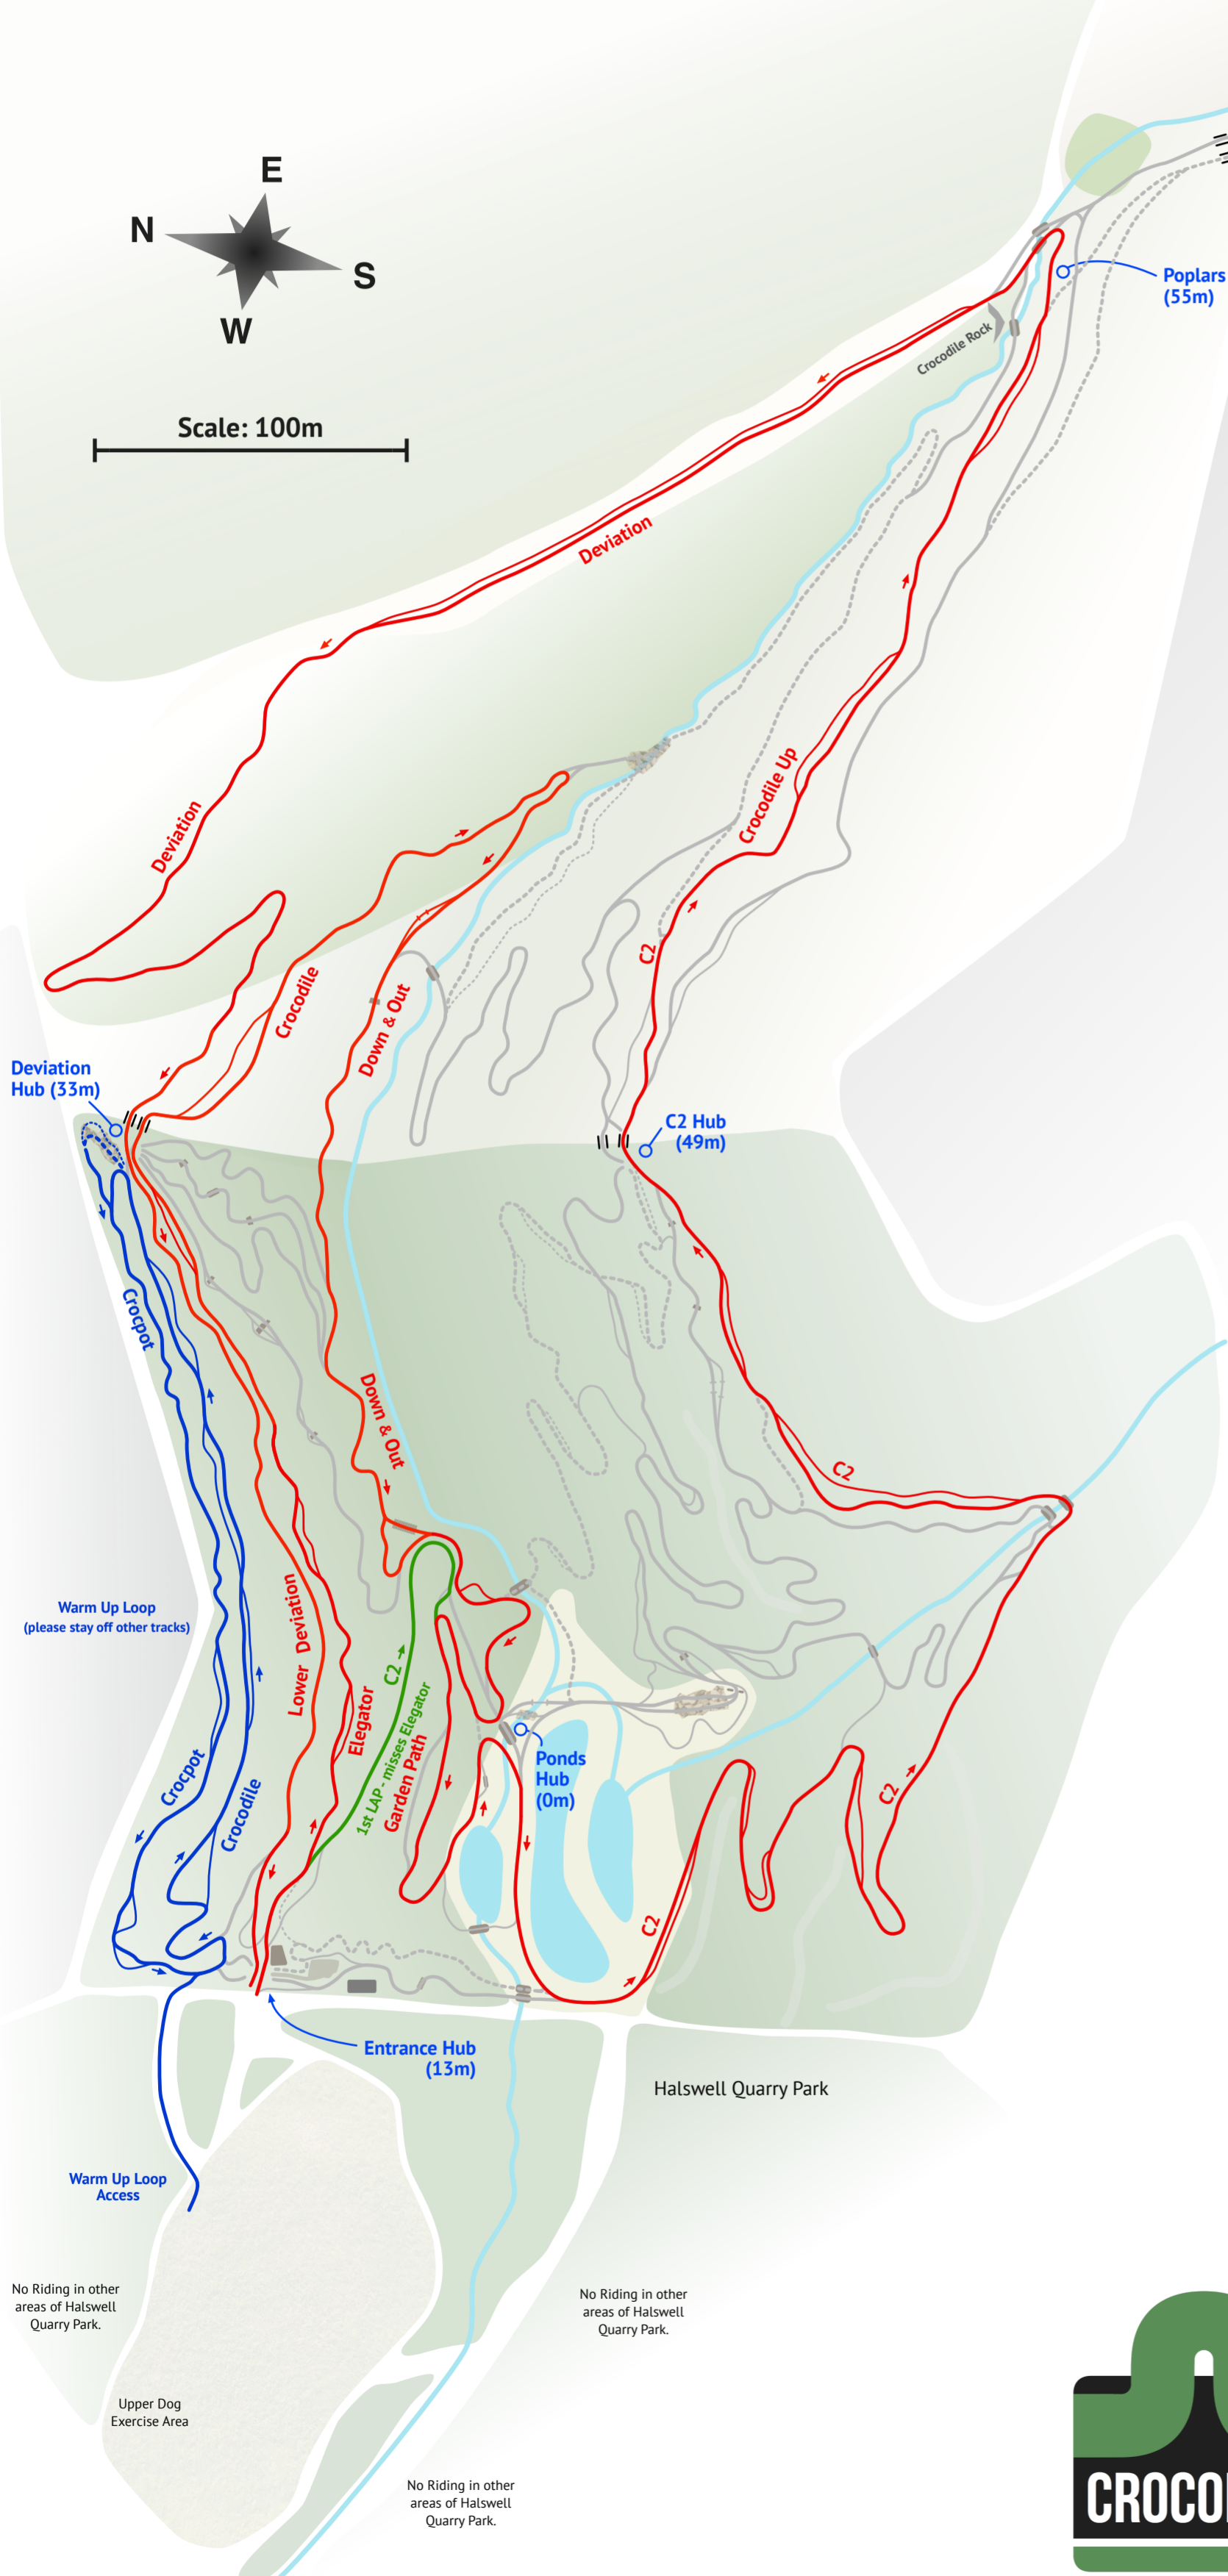 E
N
S
W
Scale: 100m
Poplars
(55m)
Crocodile Rock
Deviation
Crocodile Up
Deviation
C2
Crocodile
Down & Out
Deviation
Hub (33m)
C2 Hub
(49m)
Crocpot
Down & Out
C2
Warm Up Loop
(please stay off other tracks)
Lower Deviation
C2
Elegator
1st LAP - misses Elegator
Garden Path
Ponds
Hub
(0m)
Crocpot
Crocodile
C2
C2
Entrance Hub
(13m)
Halswell Quarry Park
Warm Up Loop
Access
No Riding in other
areas of Halswell
Quarry Park.
No Riding in other
areas of Halswell
Quarry Park.
Upper Dog
Exercise Area
No Riding in other
areas of Halswell
Quarry Park.